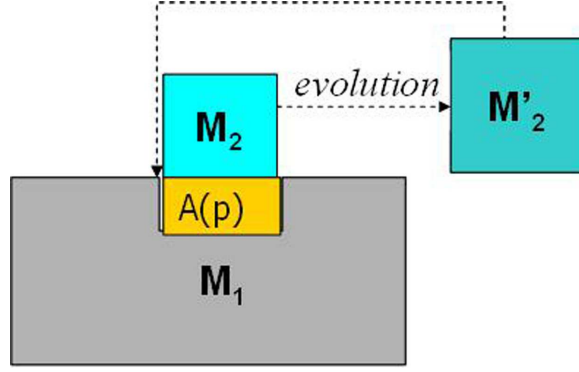 evolution
M'₂
M₂
A(p)
M₁